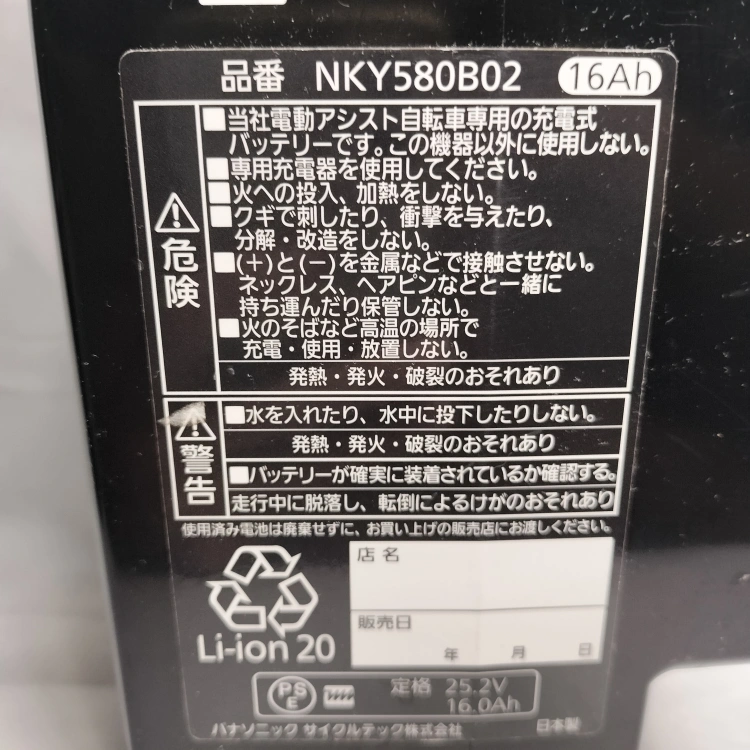 品番 NKY580B02 16Ah
■当社電動アシスト自転車専用の充電式
バッテリーです。この機器以外に使用しない。
■専用充電器を使用してください。
■火への投入、加熱をしない。
■クギで刺したり、衝撃を与えたり、
分解・改造をしない。
■(+)と(−)を金属などで接触させない。
ネックレス、ヘアピンなどと一緒に
持ち運んだり保管しない。
■火のそばなど高温の場所で
充電・使用・放置しない。
危険
発熱・発火・破裂のおそれあり
■水を入れたり、水中に投下したりしない。
発熱・発火・破裂のおそれあり
警告
■バッテリーが確実に装着されているか確認する。
走行中に脱落し、転倒によるけがのおそれあり
使用済み電池は廃棄せずに、お買い上げの販売店にお渡しください。
Li-ion 20
店名
販売日
年 月 日
PSE 定格 25.2V
16.0Ah
パナソニック サイクルテック株式会社 日本製